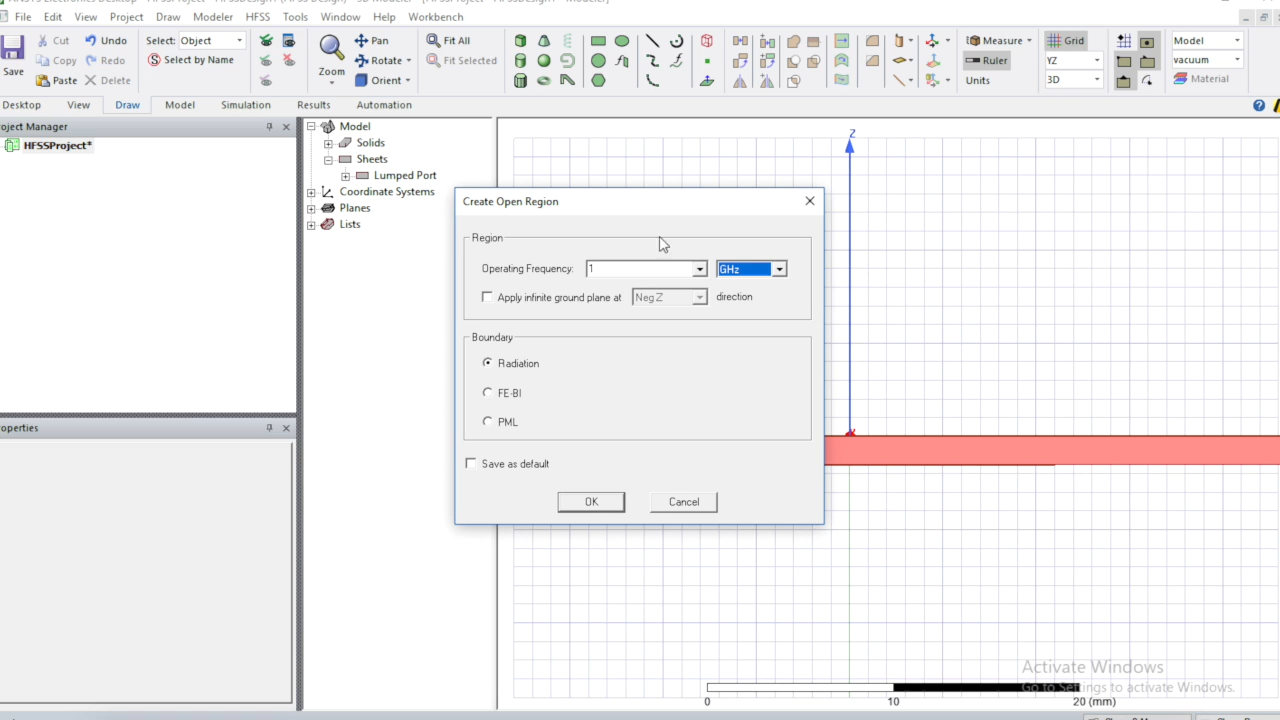 File Edit View Project Draw Modeler HFSS Tools Window Help Workbench
Save
Cut
Copy
Paste
Undo
Redo
Delete
Select: Object
Select by Name
Zoom
Pan
Rotate
Orient
Fit All
Fit Selected
Measure
Ruler
Units
Grid
YZ
3D
Model
vacuum
Material
Desktop View Draw Model Simulation Results Automation
oject Manager
HFSSProject*
operties
Model
Solids
Sheets
Lumped Port
Coordinate Systems
Planes
Lists
Z
Create Open Region
Region
Operating Frequency: 1 GHz
Apply infinite ground plane at Neg Z direction
Boundary
Radiation
FE-BI
PML
Save as default
OK Cancel
Activate Windows
Go to Settings to activate Windows.
0 10 20 (mm)